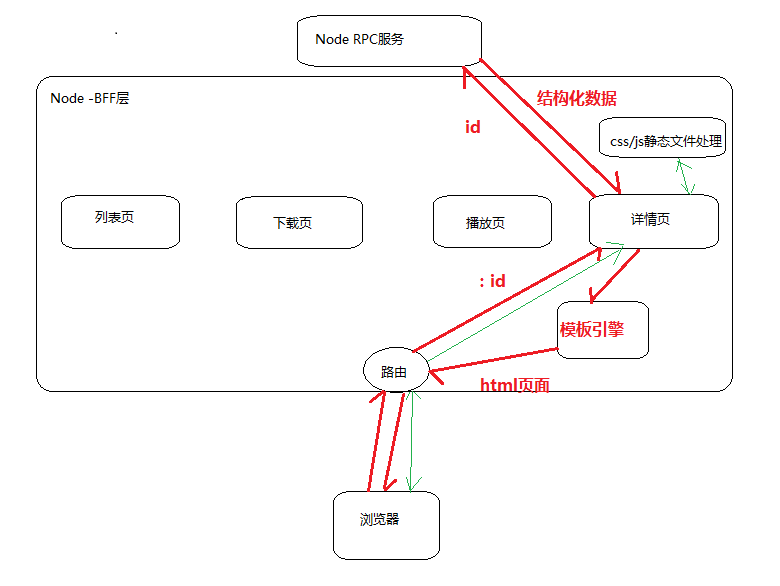 Node RPC服务
结构化数据
Node -BFF层
id
css/js静态文件处理
列表页
下载页
播放页
详情页
：id
模板引擎
路由
html页面
浏览器